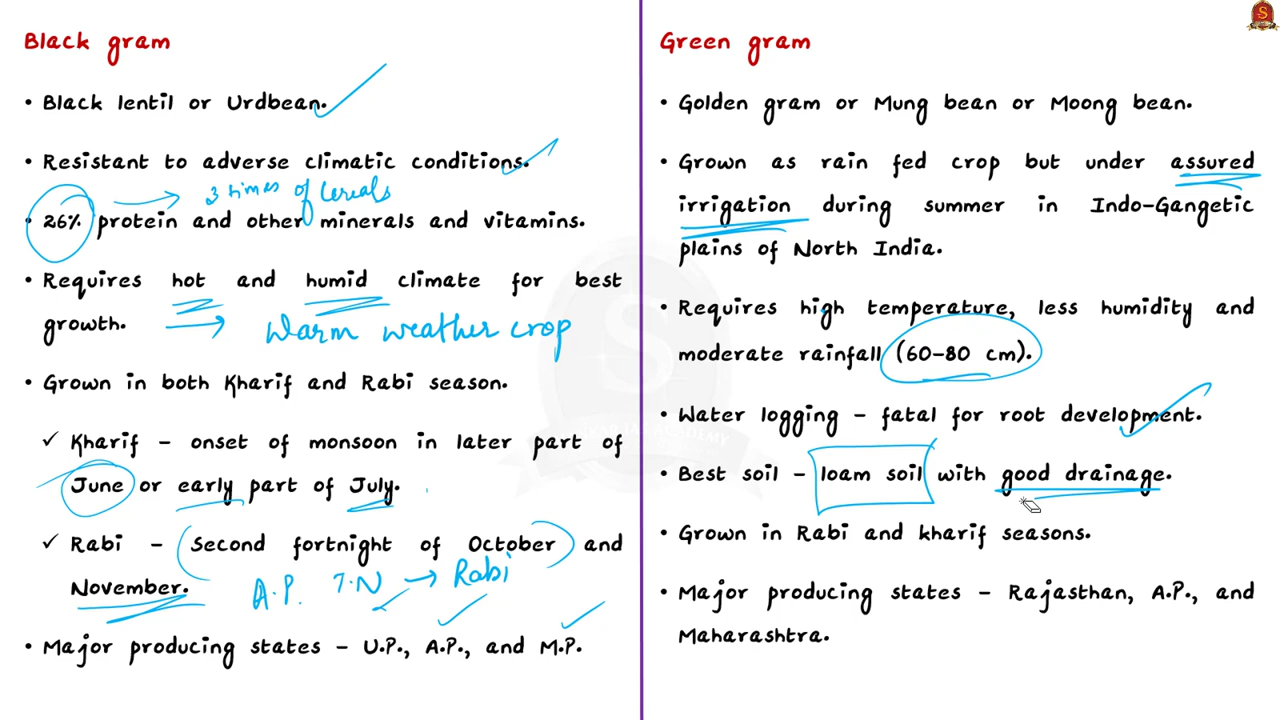 Black gram
• Black lentil or Urdbean.
• Resistant to adverse climatic conditions.
3 times of Cereals
• 26% protein and other minerals and vitamins.
• Requires hot and humid climate for best
growth.
Warm weather crop
• Grown in both Kharif and Rabi season.
✓ Kharif – onset of monsoon in later part of
June or early part of July.
✓ Rabi – Second fortnight of October and
November.
A.P. T.N → Rabi
• Major producing states – U.P., A.P., and M.P.
Green gram
• Golden gram or Mung bean or Moong bean.
• Grown as rain fed crop but under assured
irrigation during summer in Indo-Gangetic
plains of North India.
• Requires high temperature, less humidity and
moderate rainfall (60-80 cm).
• Water logging – fatal for root development.
• Best soil – loam soil with good drainage.
• Grown in Rabi and kharif seasons.
• Major producing states – Rajasthan, A.P., and
Maharashtra.
S